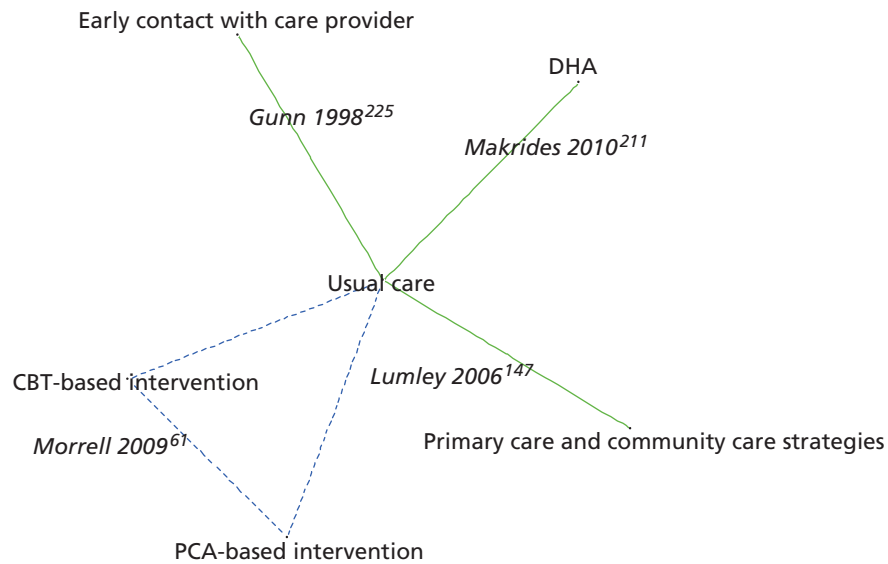 Early contact with care provider
DHA
Gunn 1998²²⁵
Makrides 2010²¹¹
Usual care
Lumley 2006¹⁴⁷
CBT-based intervention
Morrell 2009⁶¹
Primary care and community care strategies
PCA-based intervention